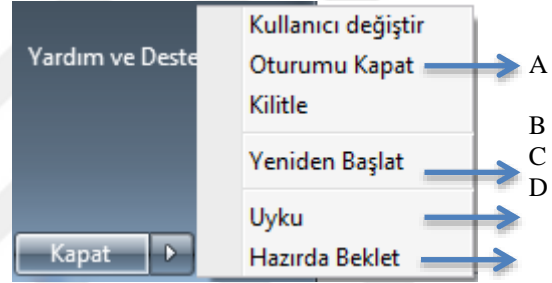 Kullanıcı değiştir
Yardım ve Deste
Oturumu Kapat
A
Kilitle
B
Yeniden Başlat
C
D
Uyku
Kapat
Hazırda Beklet